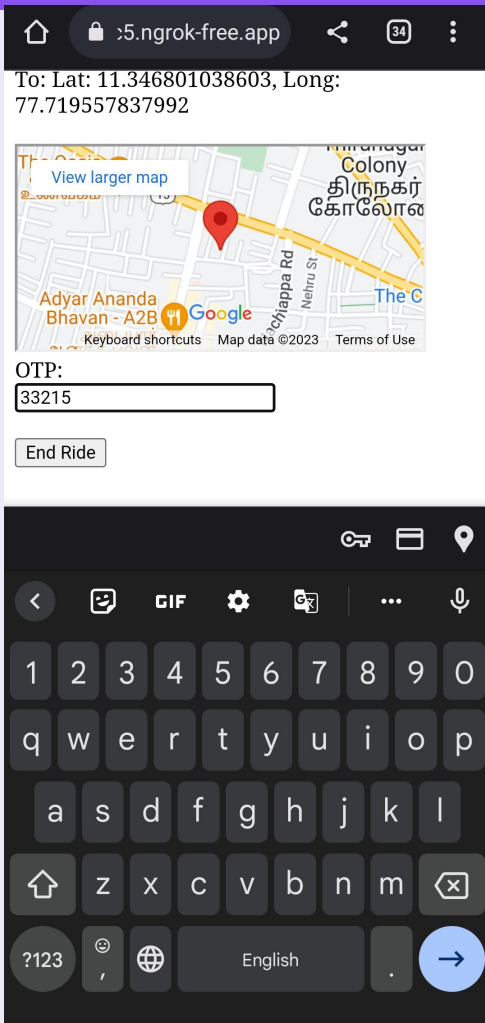 :5.ngrok-free.app
34
To: Lat: 11.346801038603, Long:
77.719557837992
View larger map
Colony
திருநகர்
Adyar Ananda
Bhavan - A2B
Google
Nehru St
The C
Keyboard shortcuts
Map data ©2023
Terms of Use
OTP:
33215
End Ride
GIF
1 2 3 4 5 6 7 8 9 0
q w e r t y u i o p
a s d f g h j k l
z x c v b n m
?123
,
English
.